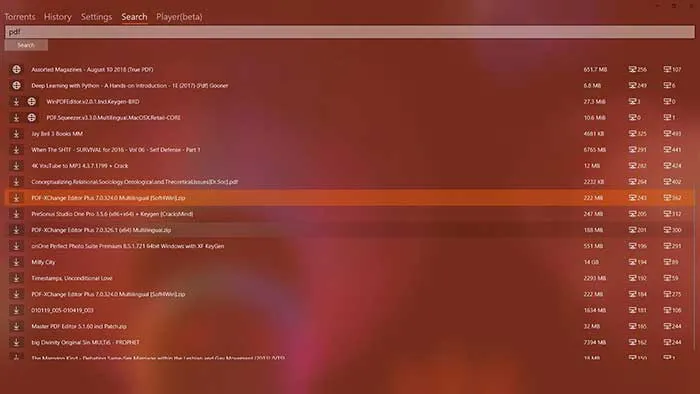 Torrents History Settings Search Player(beta)
pdf
Search
Assorted Magazines - August 10 2018 (True PDF) 651.7 MB 256 107
Deep Learning with Python - A Hands-on Introduction - 1E (2017) (Pdf) Gooner 6.8 MB 249 6
WinPDFEditor.v2.0.1.Incl.Keygen-BRD 27.3 MiB 3 0
PDF.Squeezer.v3.3.0.Multilingual.MacOSX.Retail-CORE 10.6 MiB 0 1
Jay Bell 3 Books MM 4681 KB 325 493
When The SHTF - SURVIVAL for 2016 - Vol 06 - Self Defense - Part 1 6765 MB 291 441
4K YouTube to MP3 4.3.7.1799 + Crack 12 MB 282 424
Conceptualizing.Relational.Sociology.Ontological.and.Theoretical.Issues[Dr.Soc].pdf 2232 KB 264 402
PDF-XChange Editor Plus 7.0.324.0 Multilingual [Soft4Win].zip 222 MB 243 362
PreSonus Studio One Pro 3.5.6 (x86+x64) + Keygen [CracksMind] 247 MB 205 312
PDF-XChange Editor Plus 7.0.326.1 (x64) Multilingual.zip 188 MB 201 300
onOne Perfect Photo Suite Premium 8.5.1.721 64bit Windows with XF KeyGen 551 MB 196 291
Milfy City 14 GB 194 89
Timestamps, Unconditional Love 2293 MB 192 59
PDF-XChange Editor Plus 7.0.324.0 Multilingual [Soft4Win].zip 222 MB 184 275
010119_005-010419_003 1634 MB 181 106
Master PDF Editor 5.1.60 ind Patch.zip 32 MB 165 244
big Divinity Original Sin.MULTi5 - PROPHET 7394 MB 162 244
The Marrying Kind - Debating Same-Sex Marriage within the Lesbian and Gay Movement (2013) 18 MB 150 1